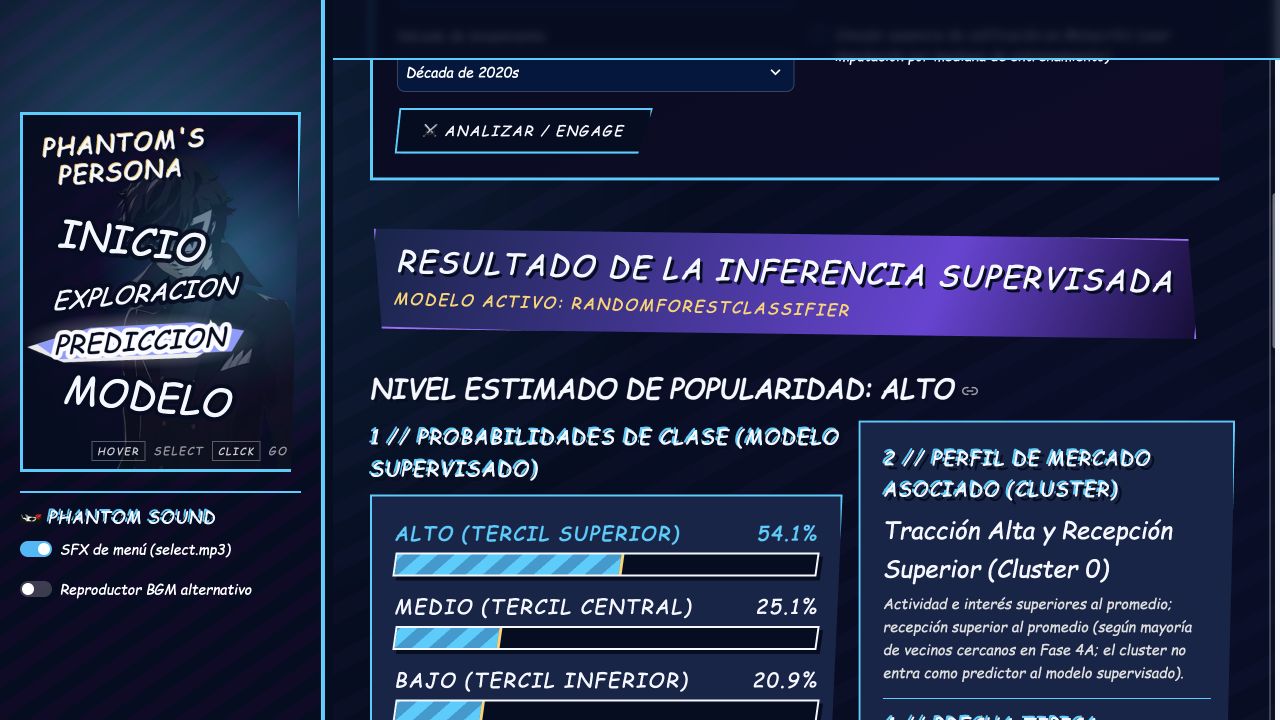 PHANTOM'S
PERSONA
INICIO
EXPLORACION
PREDICCION
MODELO
HOVER SELECT CLICK GO
PHANTOM SOUND
SFX de menú (select.mp3)
Reproductor BGM alternativo
Década de 2020s
ANALIZAR / ENGAGE
RESULTADO DE LA INFERENCIA SUPERVISADA
MODELO ACTIVO: RANDOMFORESTCLASSIFIER
NIVEL ESTIMADO DE POPULARIDAD: ALTO
1 // PROBABILIDADES DE CLASE (MODELO
SUPERVISADO)
ALTO (TERCIL SUPERIOR) 54.1%
MEDIO (TERCIL CENTRAL) 25.1%
BAJO (TERCIL INFERIOR) 20.9%
2 // PERFIL DE MERCADO
ASOCIADO (CLUSTER)
Tracción Alta y Recepción
Superior (Cluster 0)
Actividad e interés superiores al promedio;
recepción superior al promedio (según mayoría
de vecinos cercanos en Fase 4A; el cluster no
entra como predictor al modelo supervisado).